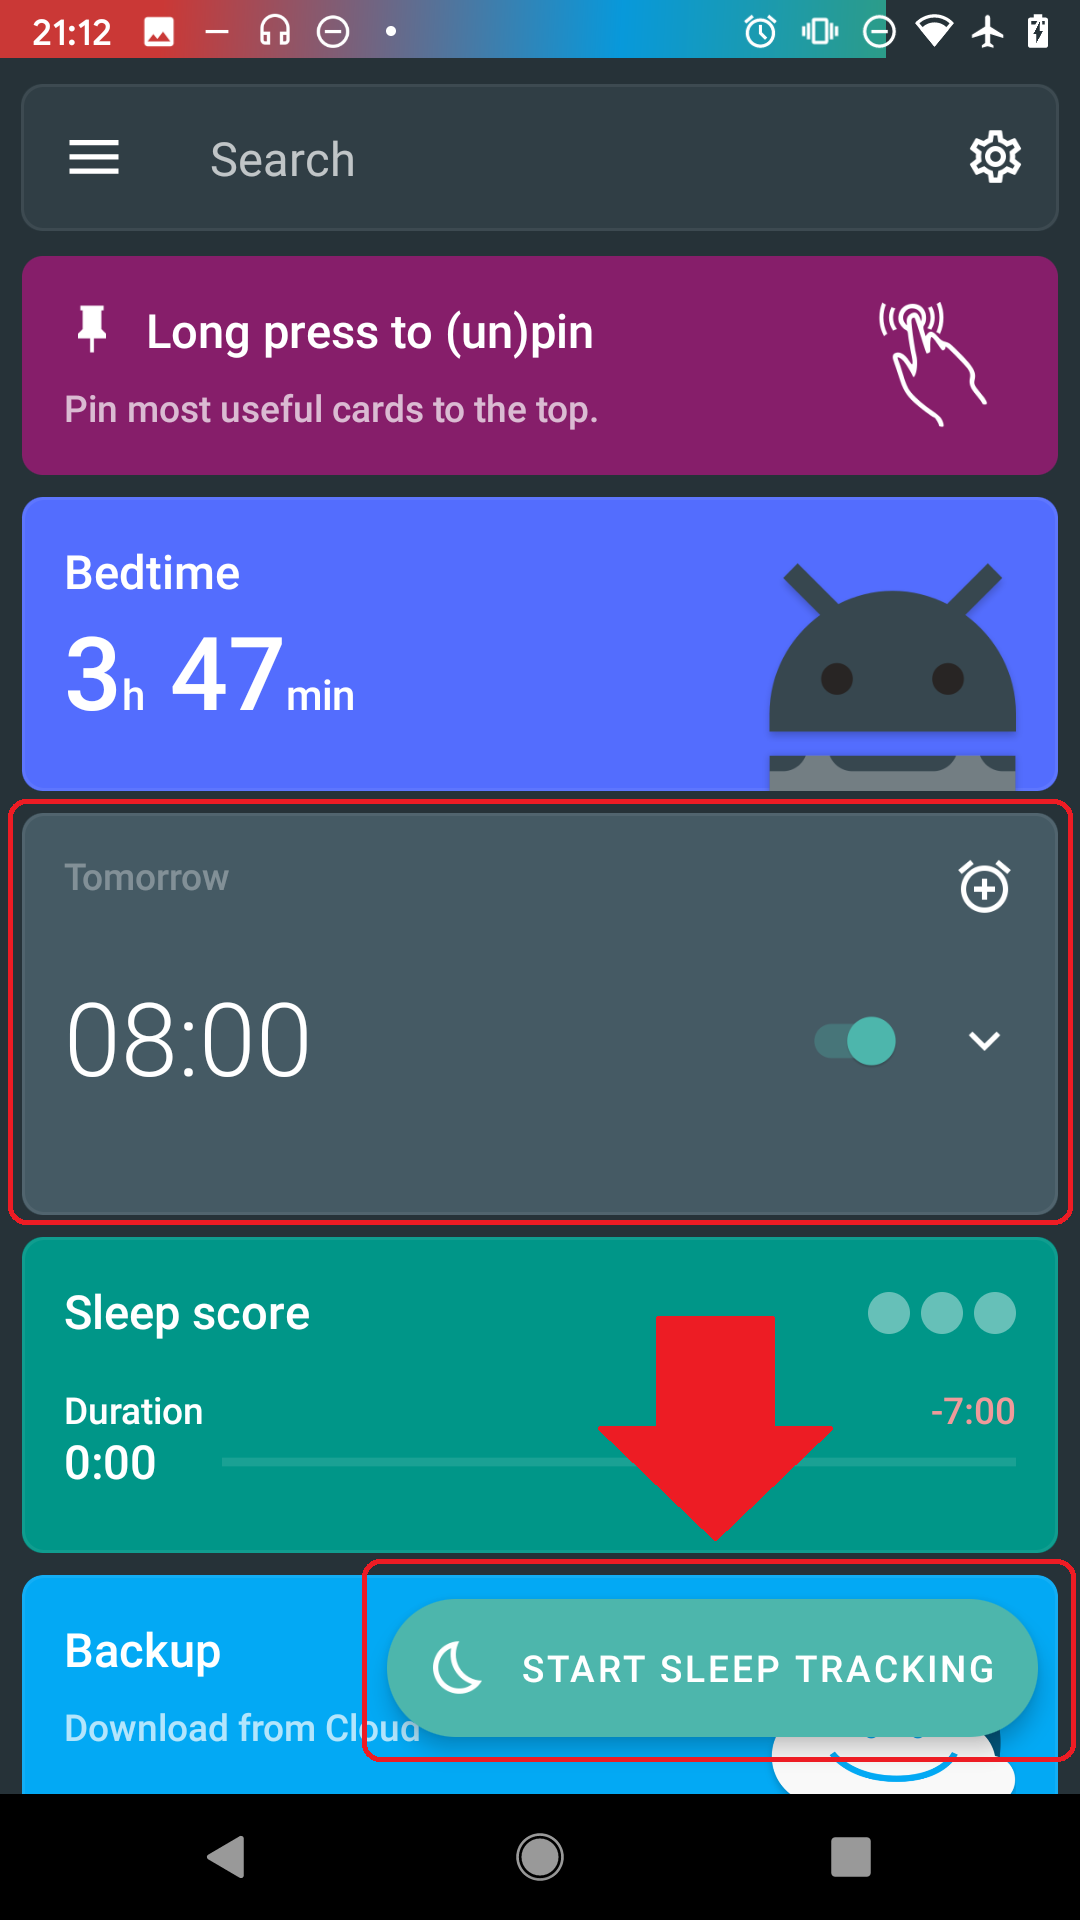 21:12
Search
Long press to (un)pin
Pin most useful cards to the top.
Bedtime
3h 47min
Tomorrow
08:00
Sleep score
Duration
-7:00
0:00
Backup
START SLEEP TRACKING
Download from Cloud